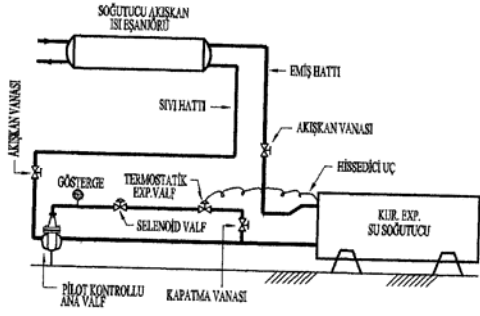 SOĞUTUCU AKIŞKAN
ISI EŞANJÖRÜ
EMİŞ HATTI
SIVI HATTI
AKIŞKAN VANASI
AKIŞKAN VANASI
HİSSEDİCİ UÇ
GÖSTERGE
TERMOSTATİK
EXP. VALF
SELENOİD VALF
KUR. EXP.
SU SOĞUTUCU
PİLOT KONTROLLU
ANA VALF
KAPATMA VANASI